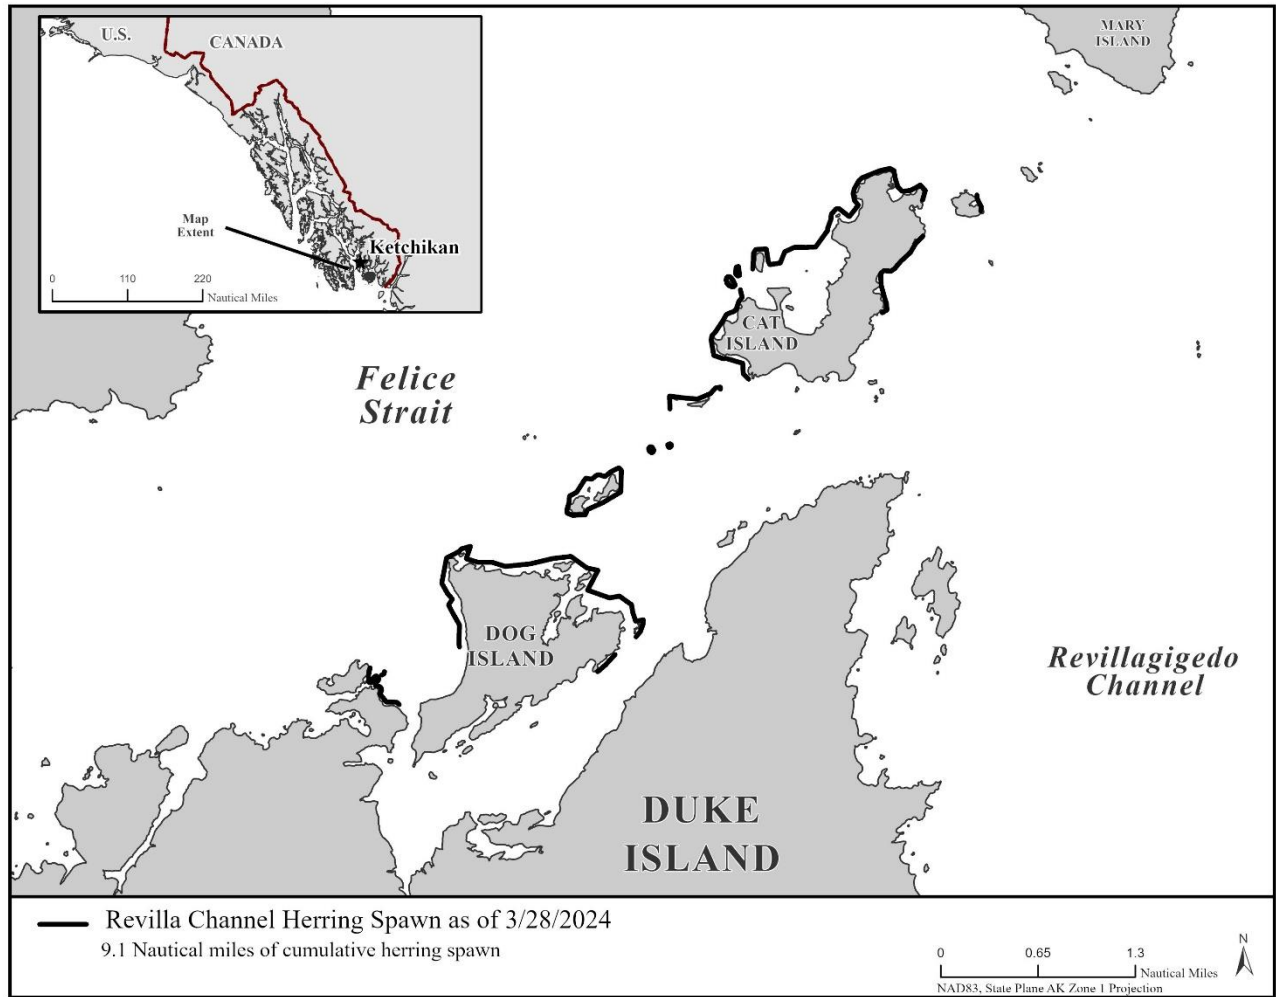 U.S.
CANADA
Map
Extent
Ketchikan
0
110
220
Nautical Miles
MARY
ISLAND
CAT
ISLAND
Felice
Strait
DOG
ISLAND
Revillagigedo
Channel
DUKE
ISLAND
Revilla Channel Herring Spawn as of 3/28/2024
9.1 Nautical miles of cumulative herring spawn
N
0
0.65
1.3
Nautical Miles
NAD83, State Plane AK Zone 1 Projection